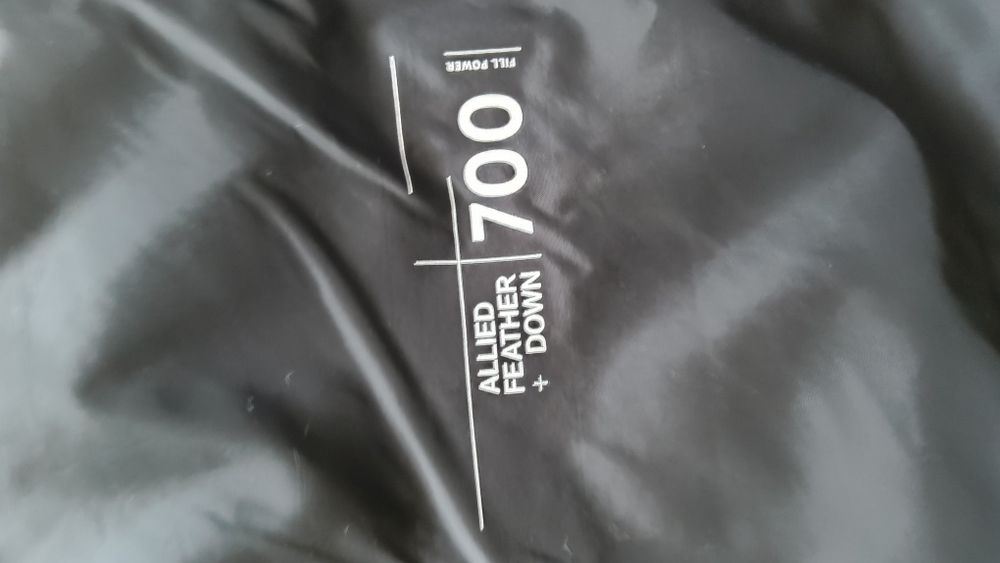 ALLIED
FEATHER
+ DOWN
700
FILL POWER